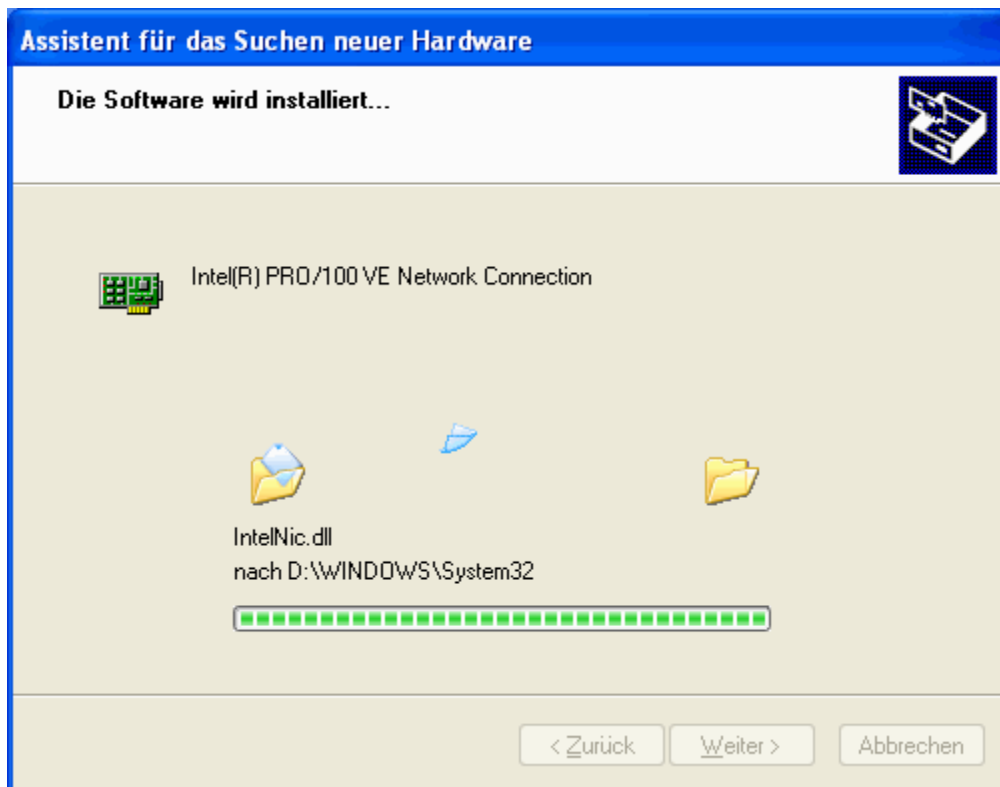 Assistent für das Suchen neuer Hardware
Die Software wird installiert...
Intel(R) PRO/100 VE Network Connection
IntelNic.dll
nach D:\WINDOWS\System32
< Zurück Weiter > Abbrechen